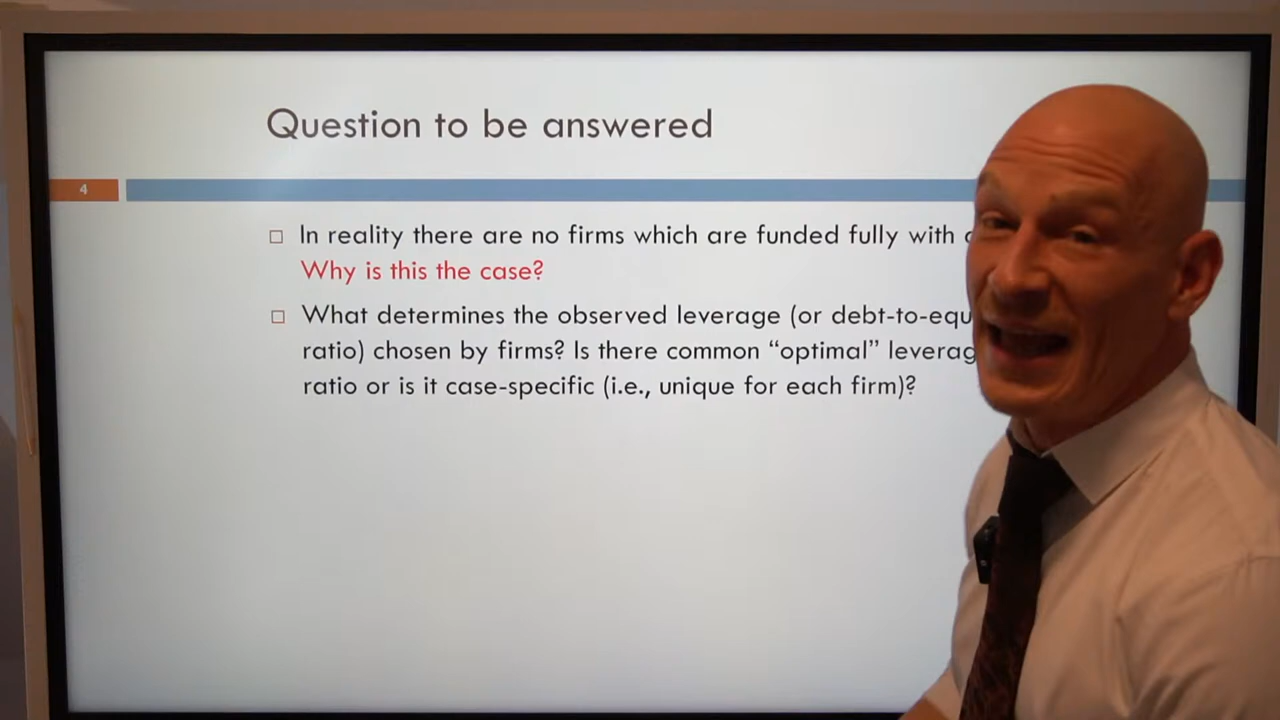 Question to be answered
4
In reality there are no firms which are funded fully with
Why is this the case?
What determines the observed leverage (or debt-to-equ
ratio) chosen by firms? Is there common “optimal” leverag
ratio or is it case-specific (i.e., unique for each firm)?